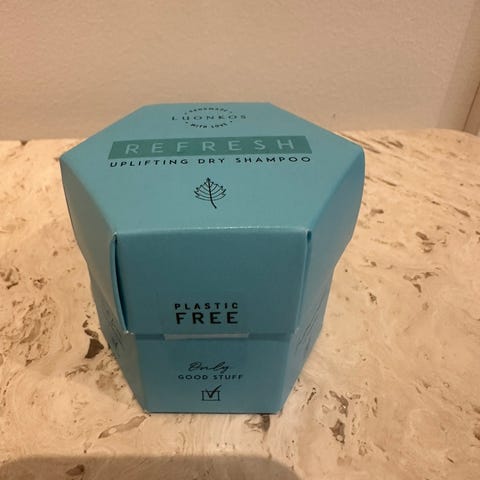 HANDMADE
LUONKOS
WITH LOVE
REFRESH
UPLIFTING DRY SHAMPOO
PLASTIC
FREE
Only
GOOD STUFF